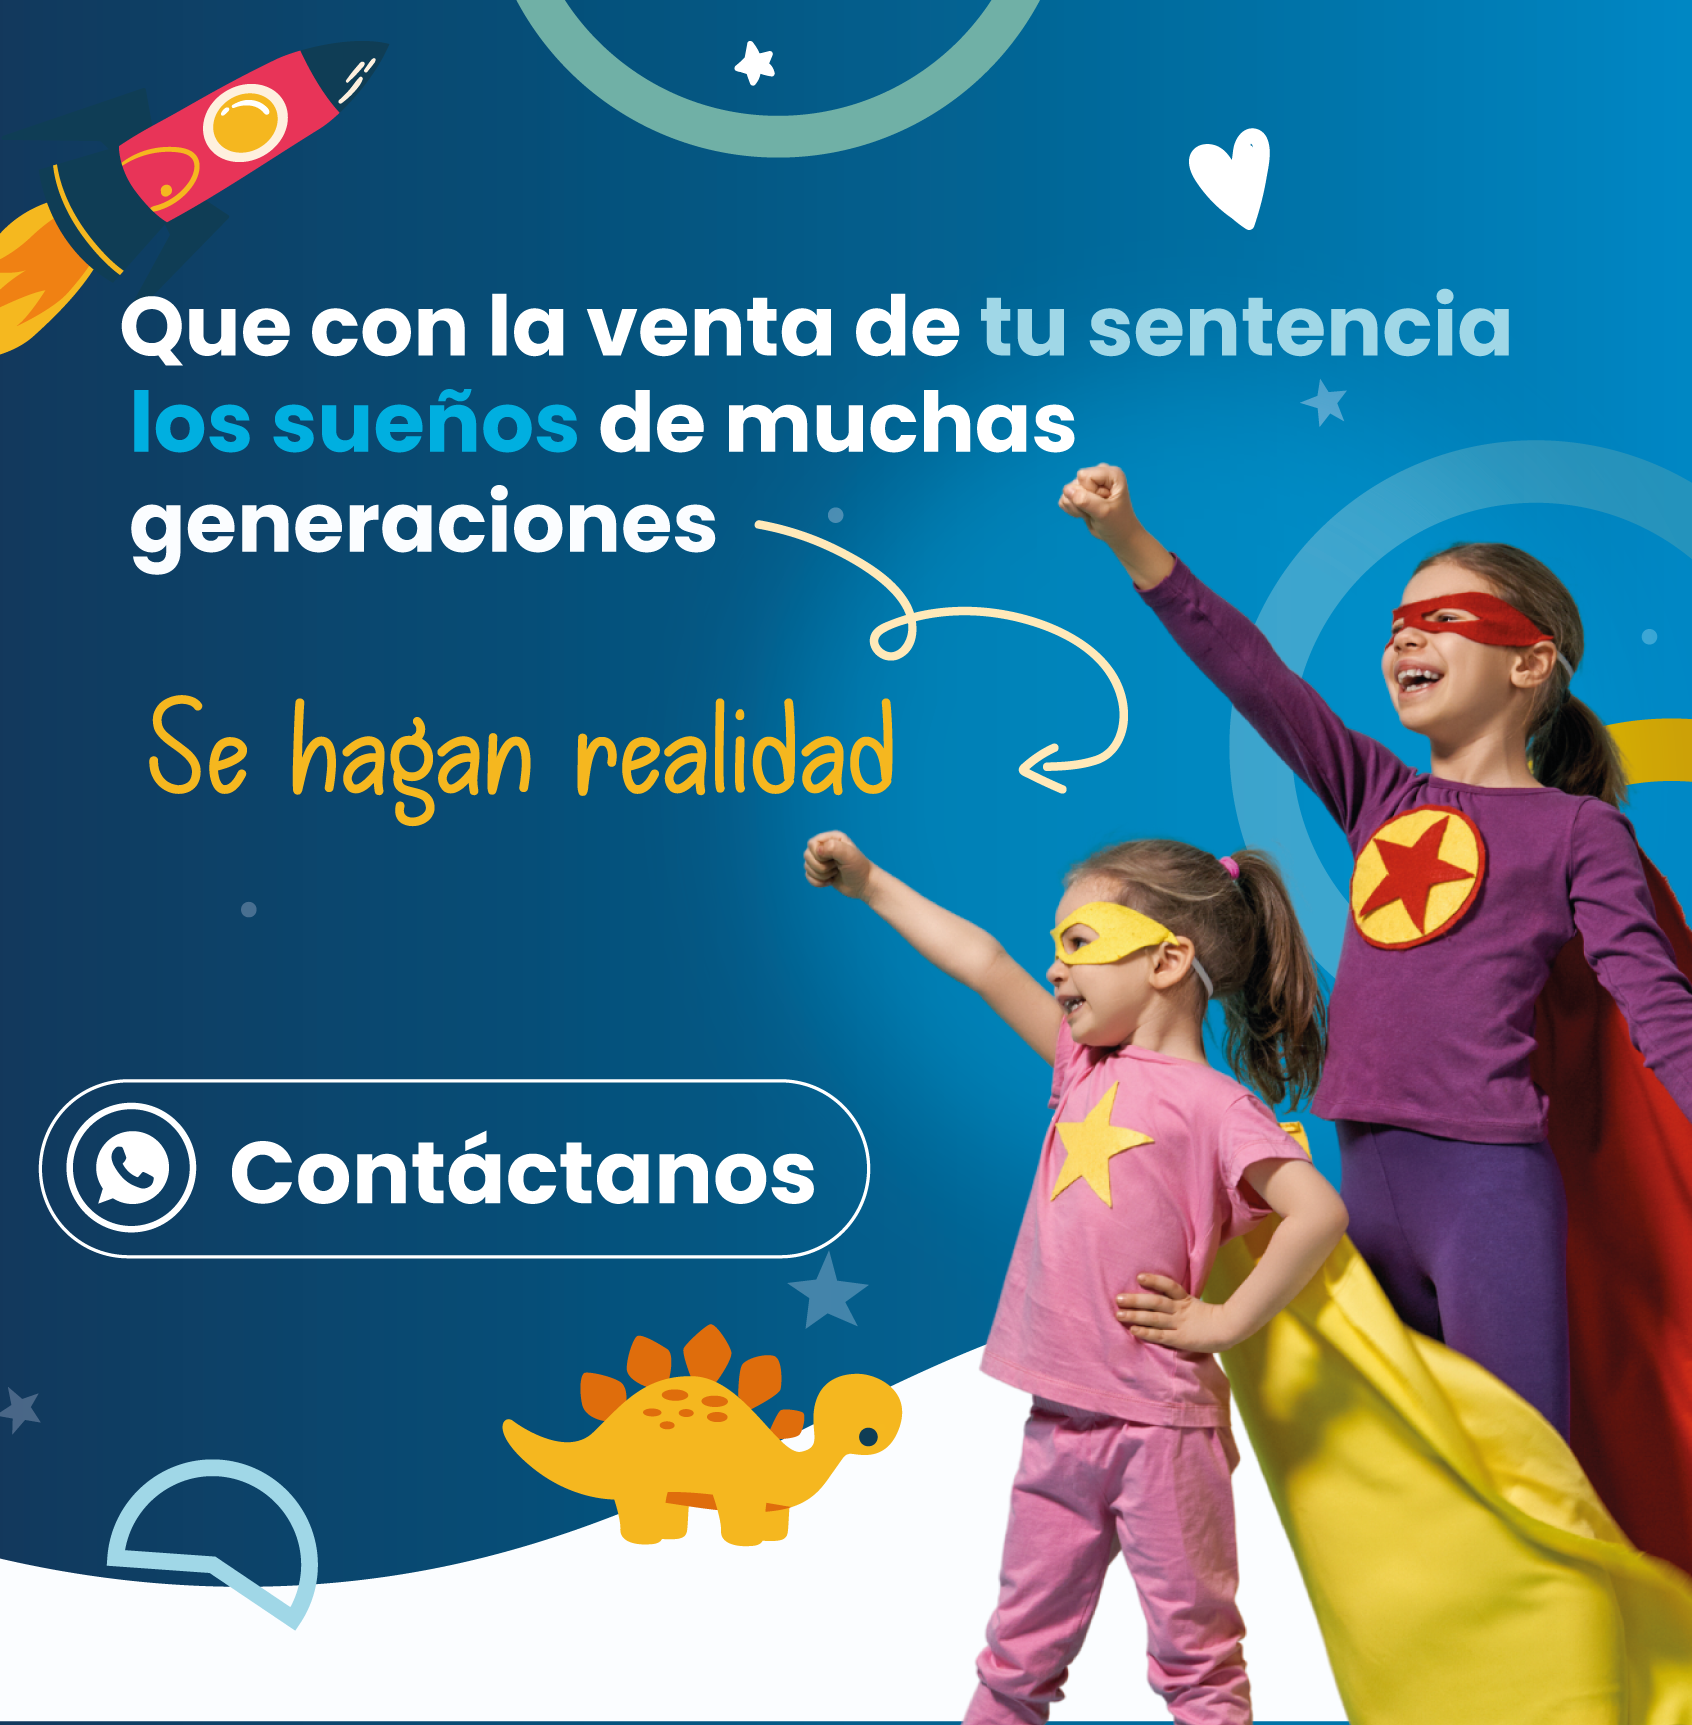 Que con la venta de tu sentencia
los sueños de muchas
generaciones
Se hagan realidad
Contáctanos